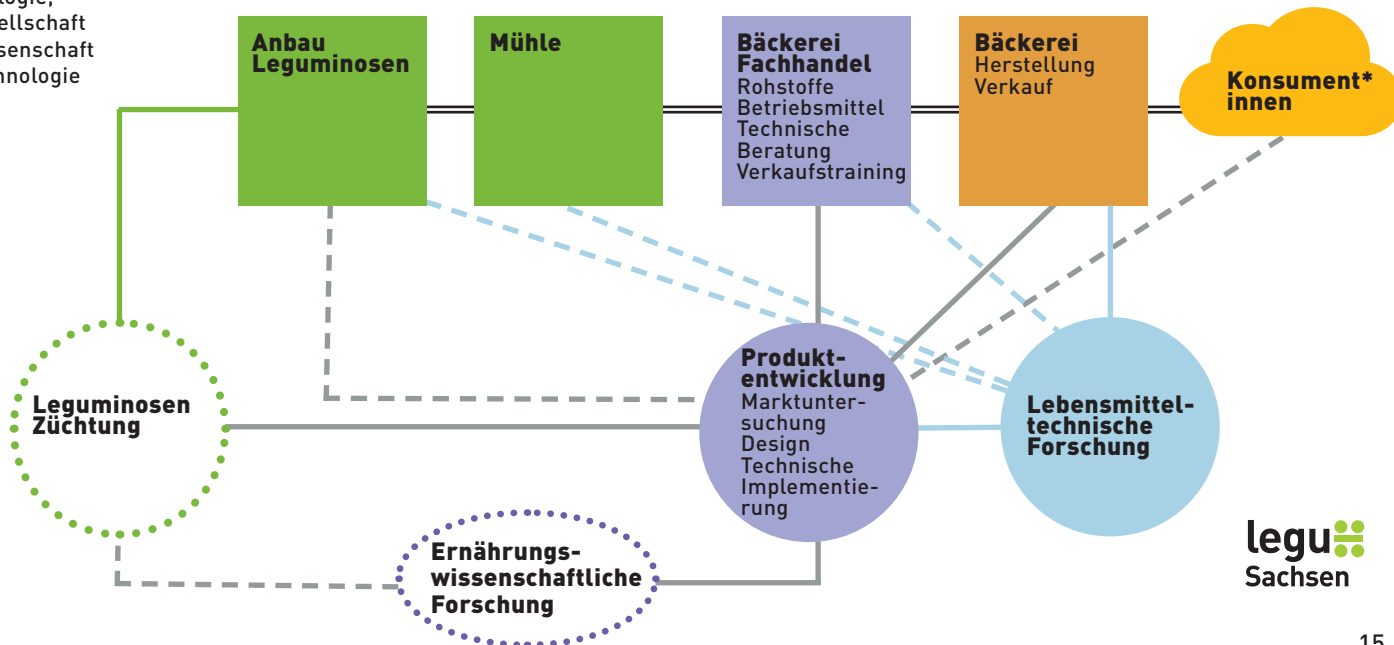 Anbau
Leguminosen
Mühle
Bäckerei
Fachhandel
Rohstoffe
Betriebsmittel
Technische
Beratung
Verkaufstraining
Bäckerei
Herstellung
Verkauf
Konsument*
innen
Leguminosen
Züchtung
Produkt-
entwicklung
Marktunter-
suchung
Design
Technische
Implementie-
rung
Lebensmittel-
technische
Forschung
Ernährungs-
wissenschaftliche
Forschung
legu
Sachsen
15